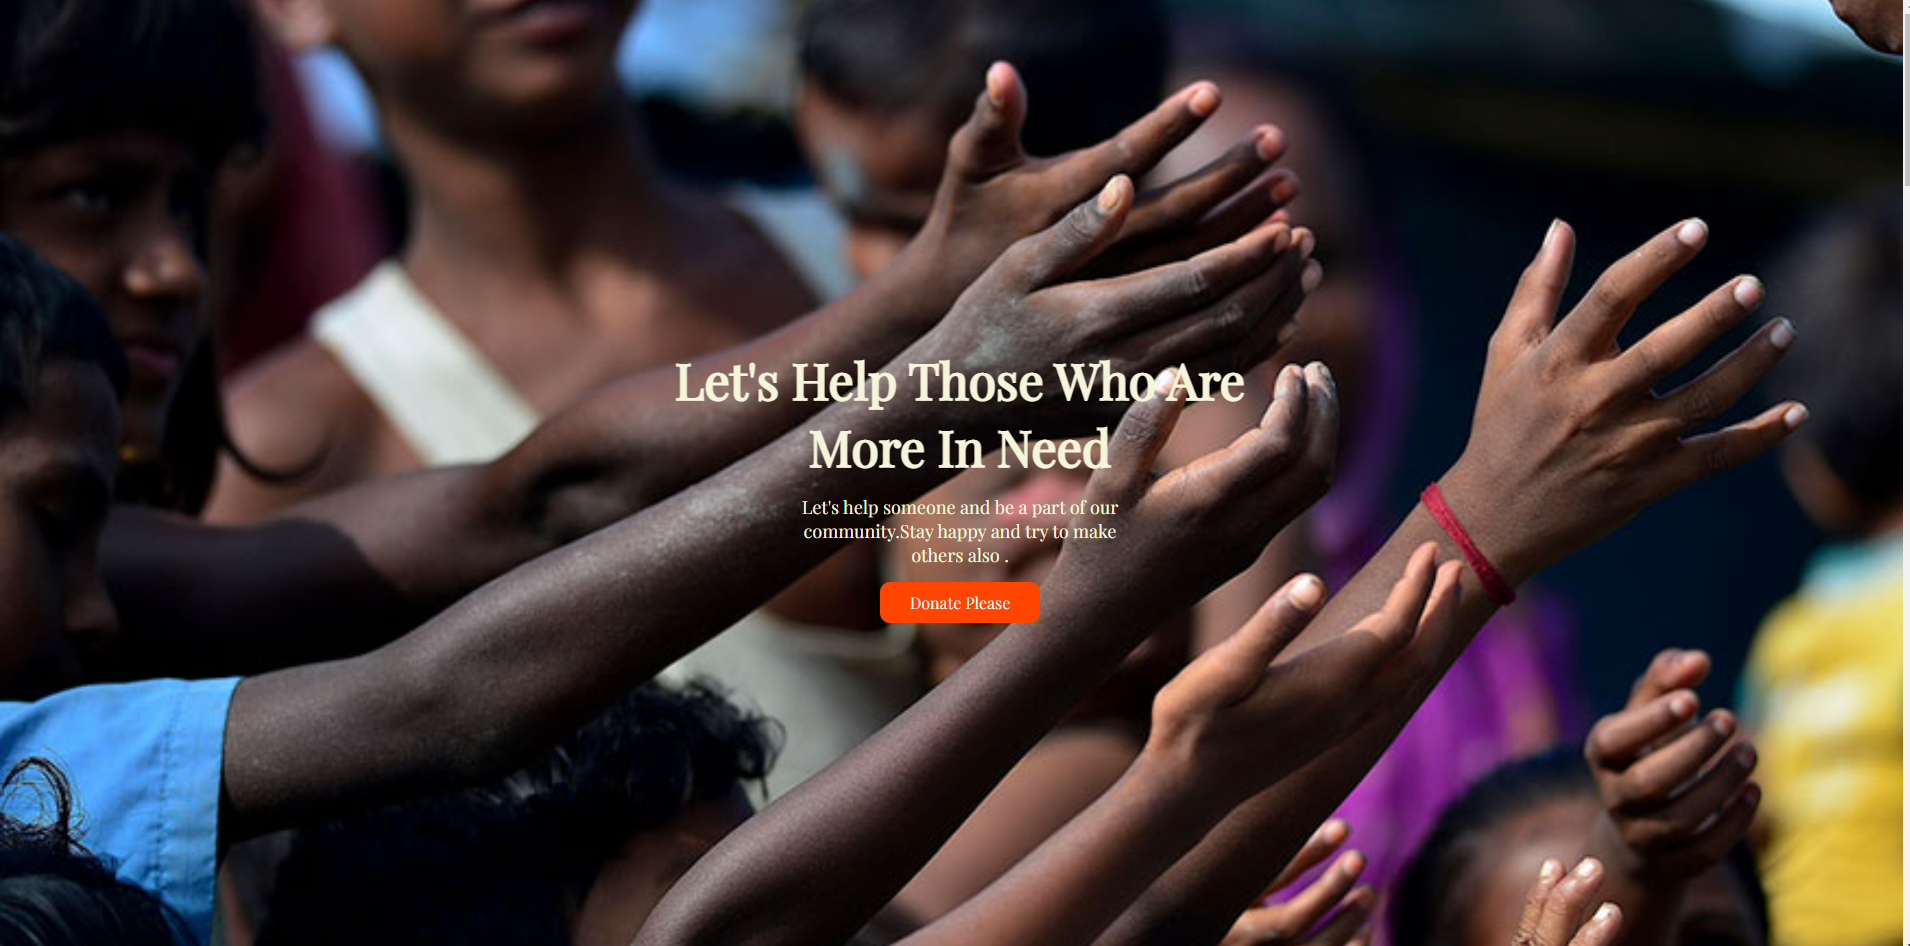 Let's Help Those Who Are
More In Need
Let's help someone and be a part of our
community.Stay happy and try to make
others also .
Donate Please